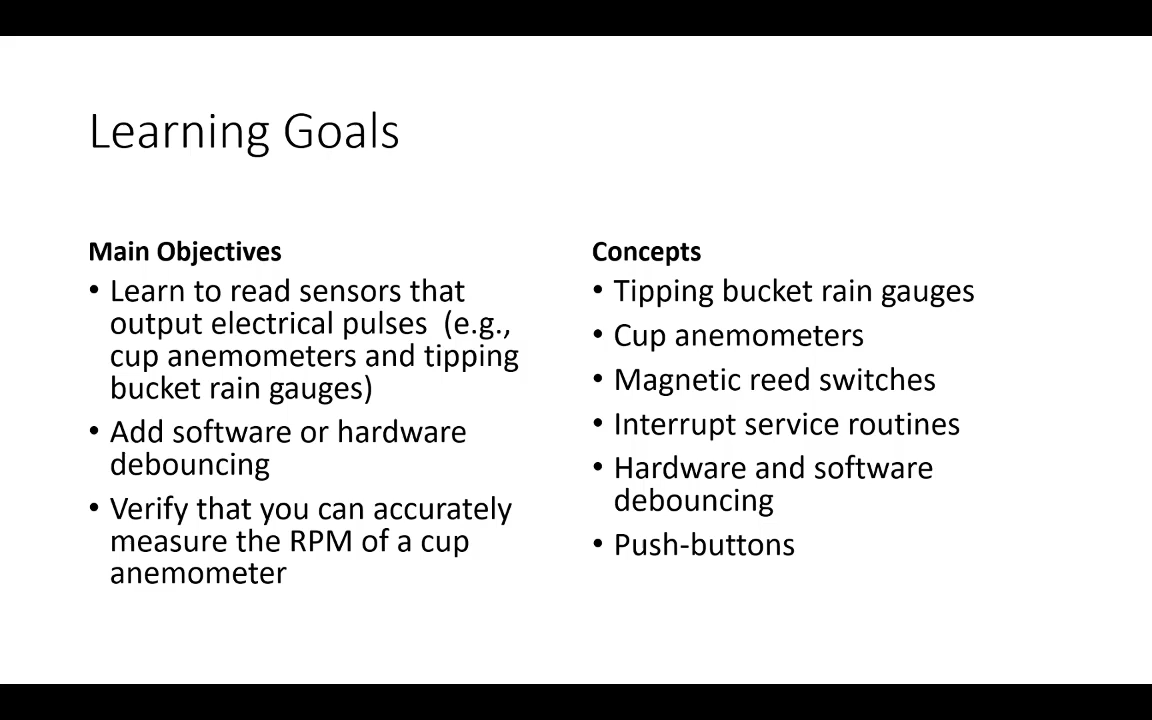 Learning Goals
Main Objectives
• Learn to read sensors that
output electrical pulses  (e.g.,
cup anemometers and tipping
bucket rain gauges)
• Add software or hardware
debouncing
• Verify that you can accurately
measure the RPM of a cup
anemometer
Concepts
• Tipping bucket rain gauges
• Cup anemometers
• Magnetic reed switches
• Interrupt service routines
• Hardware and software
debouncing
• Push-buttons